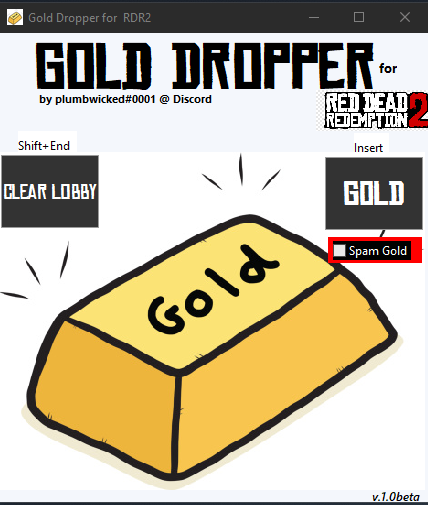 Gold Dropper for RDR2
GOLD DROPPER for
by plumbwicked#0001 @ Discord
RED DEAD
REDEMPTION 2
Shift+End
Insert
CLEAR LOBBY
GOLD
Spam Gold
Gold
v.1.0beta